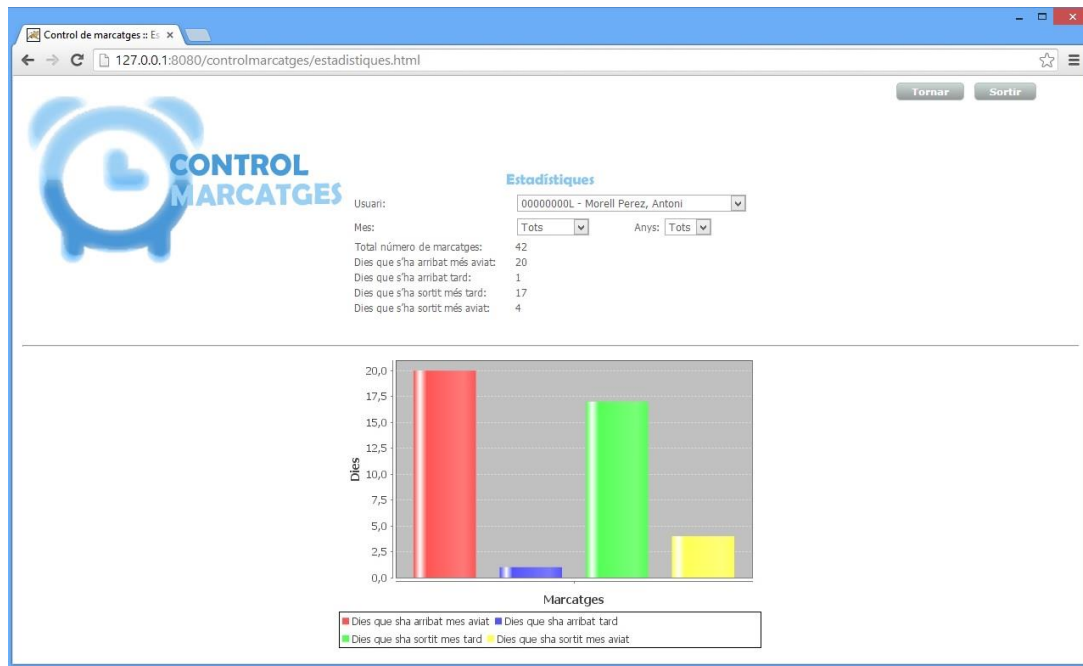 Control de marcatges :: Es
127.0.0.1:8080/controlmarcatges/estadistiques.html
Tornar Sortir
CONTROL
MARCATGES
Estadístiques
Usuari: 00000000L - Morell Perez, Antoni
Mes: Tots Anys: Tots
Total número de marcatges: 42
Dies que s'ha arribat més aviat: 20
Dies que s'ha arribat tard: 1
Dies que s'ha sortit més tard: 17
Dies que s'ha sortit més aviat: 4
20,0
17,5
15,0
12,5
10,0
7,5
5,0
2,5
0,0
Dies
Marcatges
Dies que sha arribat mes aviat Dies que sha arribat tard
Dies que sha sortit mes tard Dies que sha sortit mes aviat